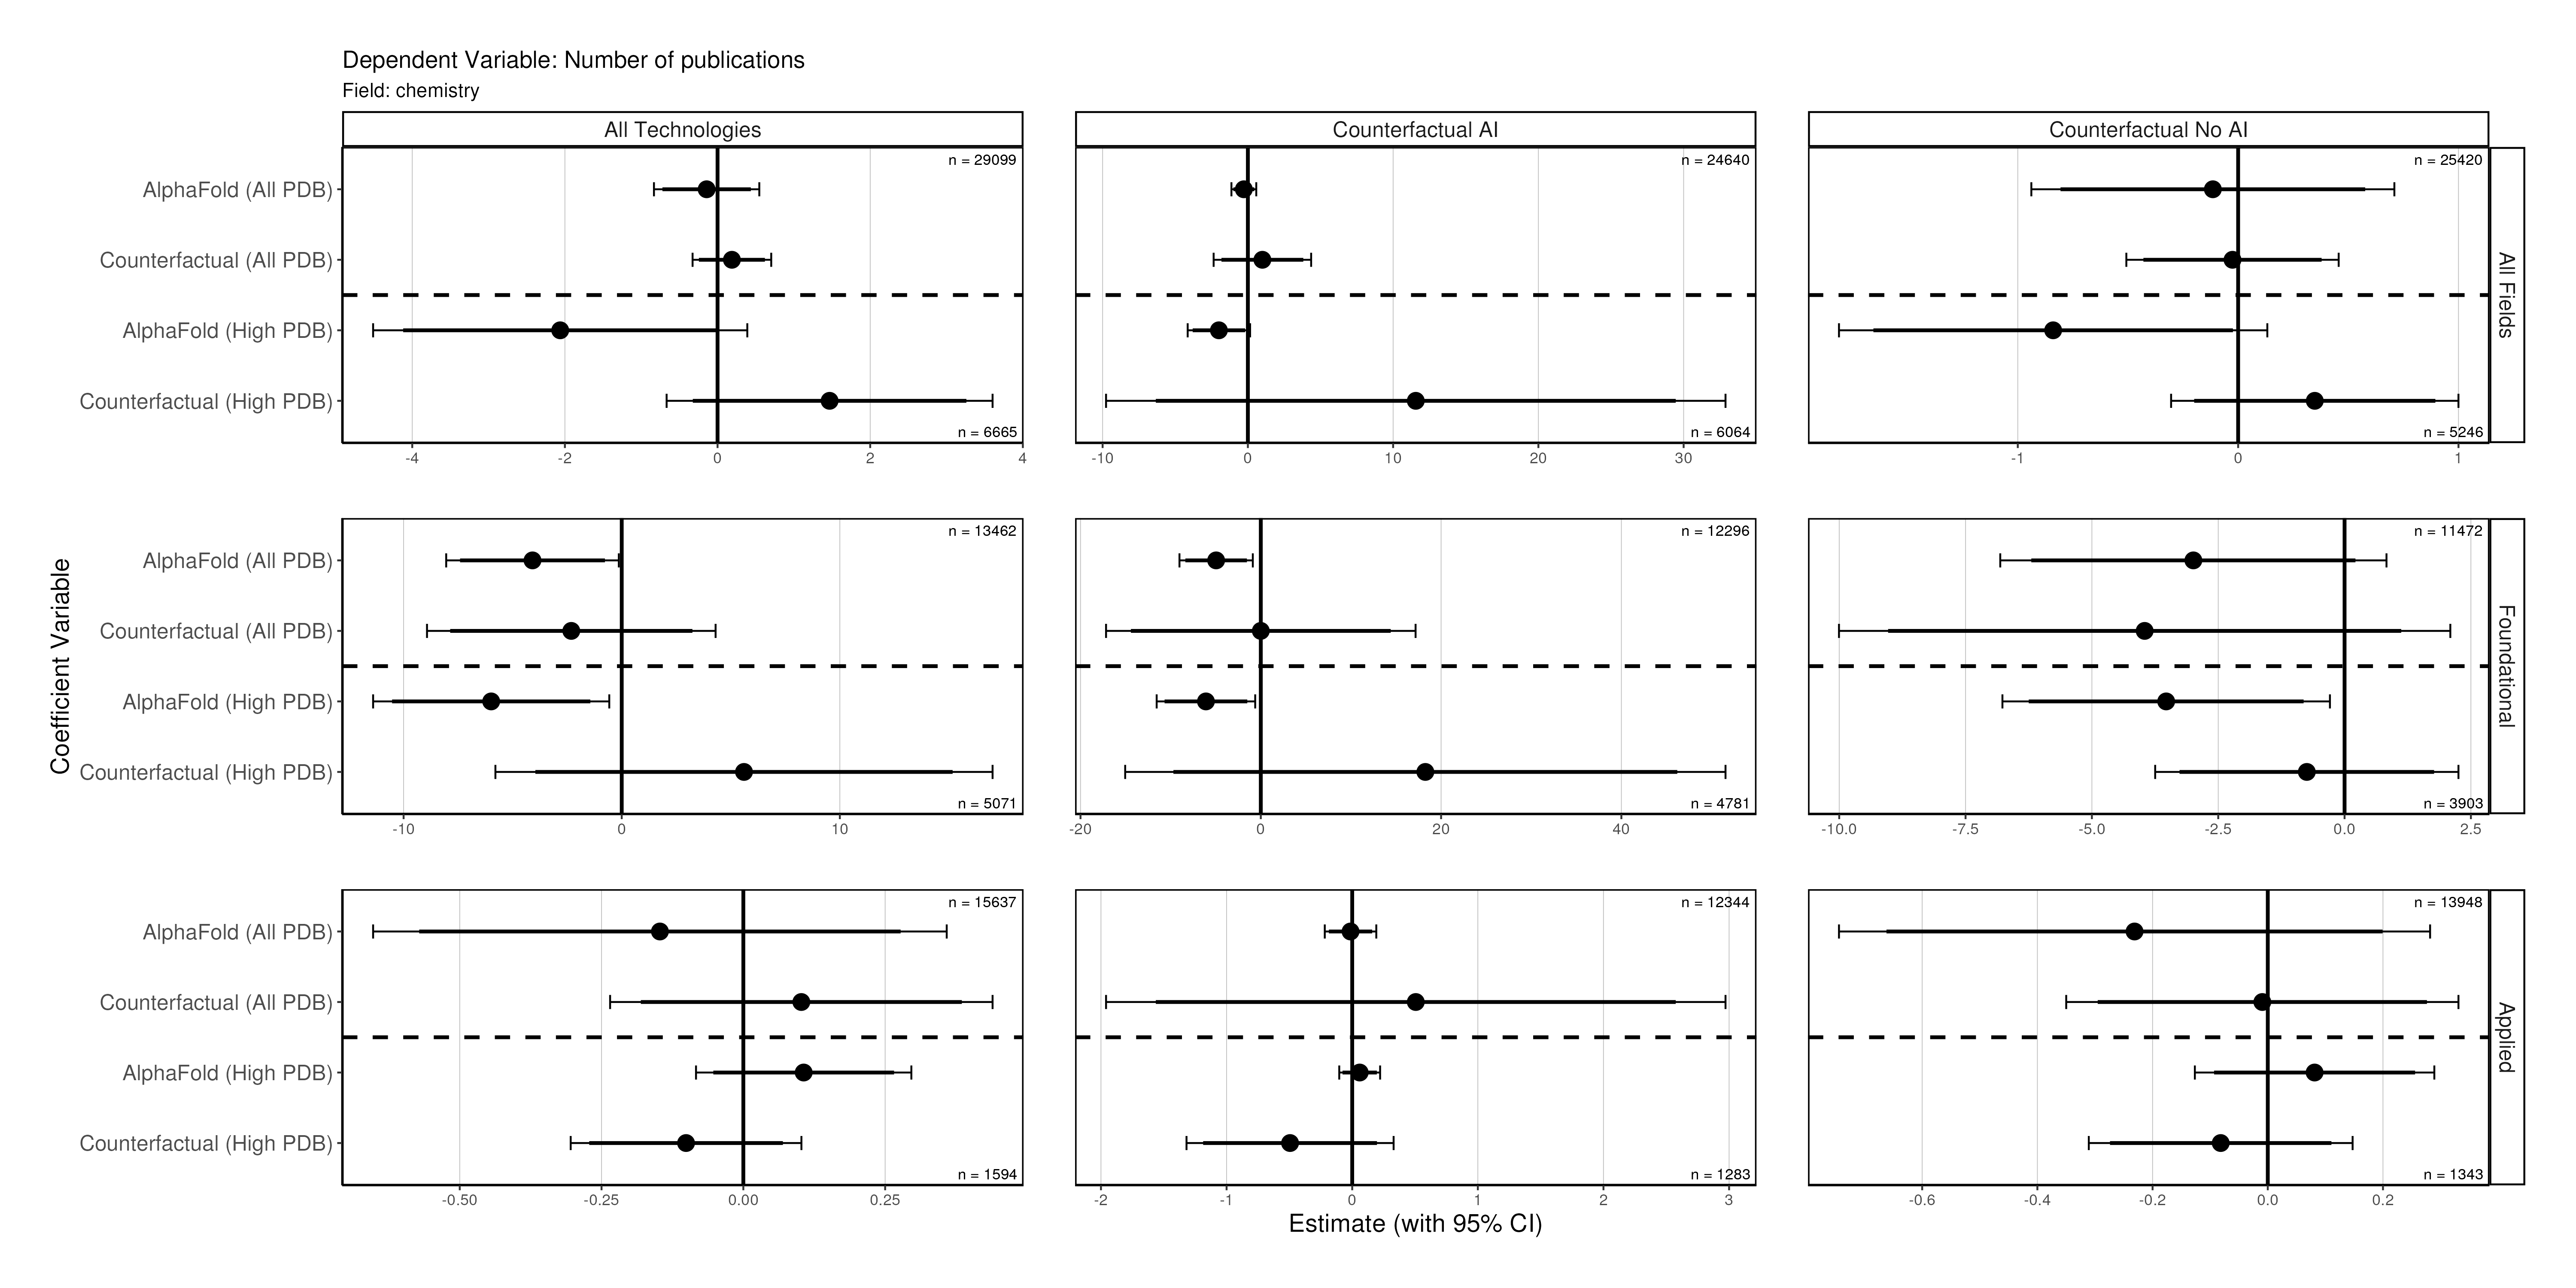 Dependent Variable: Number of publications
Field: chemistry
All Technologies
Counterfactual AI
Counterfactual No AI
AlphaFold (All PDB)
Counterfactual (All PDB)
AlphaFold (High PDB)
Counterfactual (High PDB)
n = 29099
n = 6665
-4 -2 0 2 4
n = 24640
n = 6064
-10 0 10 20 30
n = 25420
n = 5246
-1 0 1
All Fields
Coefficient Variable
AlphaFold (All PDB)
Counterfactual (All PDB)
AlphaFold (High PDB)
Counterfactual (High PDB)
n = 13462
n = 5071
-10 0 10
n = 12296
n = 4781
-20 0 20 40
n = 11472
n = 3903
-10.0 -7.5 -5.0 -2.5 0.0 2.5
Foundational
AlphaFold (All PDB)
Counterfactual (All PDB)
AlphaFold (High PDB)
Counterfactual (High PDB)
n = 15637
n = 1594
-0.50 -0.25 0.00 0.25
n = 12344
n = 1283
-2 -1 0 1 2 3
n = 13948
n = 1343
-0.6 -0.4 -0.2 0.0 0.2
Applied
Estimate (with 95% CI)